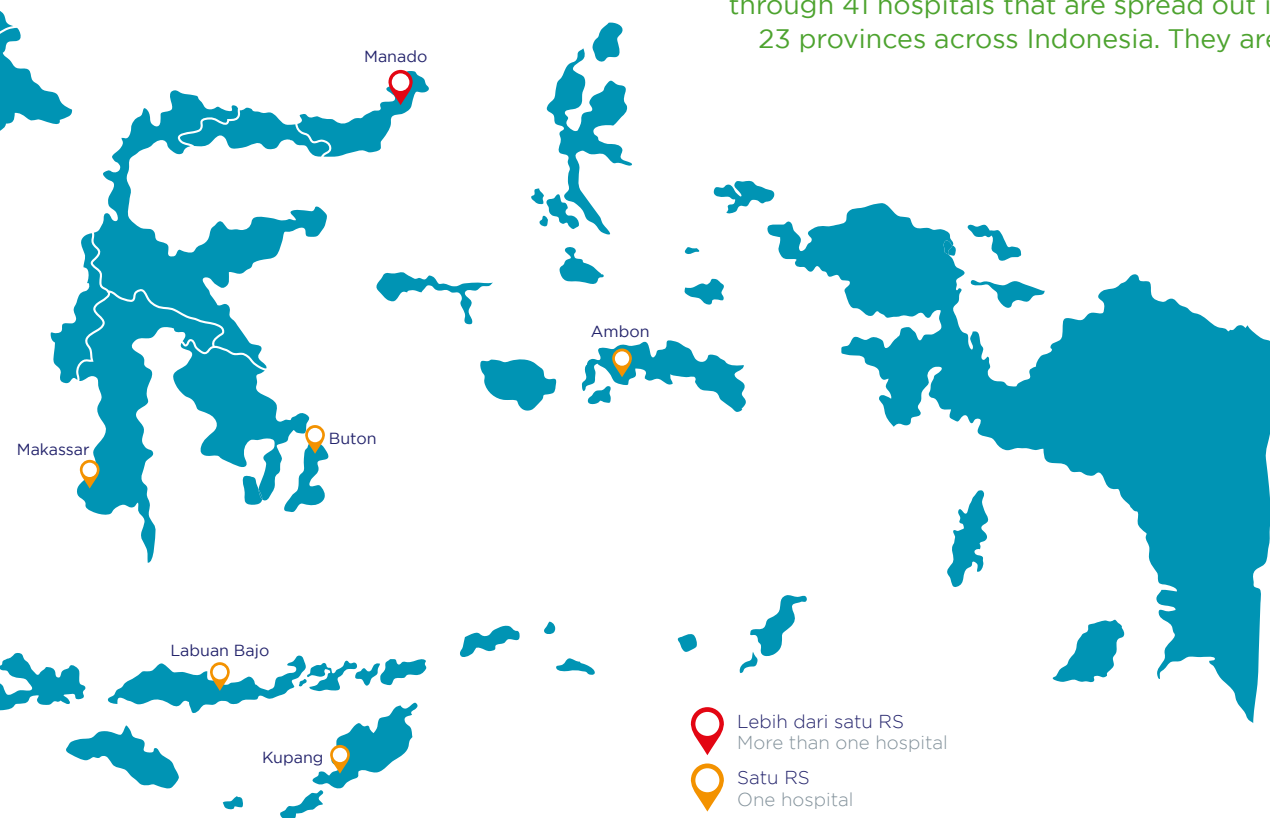 through 41 hospitals that are spread out
23 provinces across Indonesia. They are
Manado
Ambon
Makassar
Buton
Labuan Bajo
Kupang
Lebih dari satu RS
More than one hospital
Satu RS
One hospital